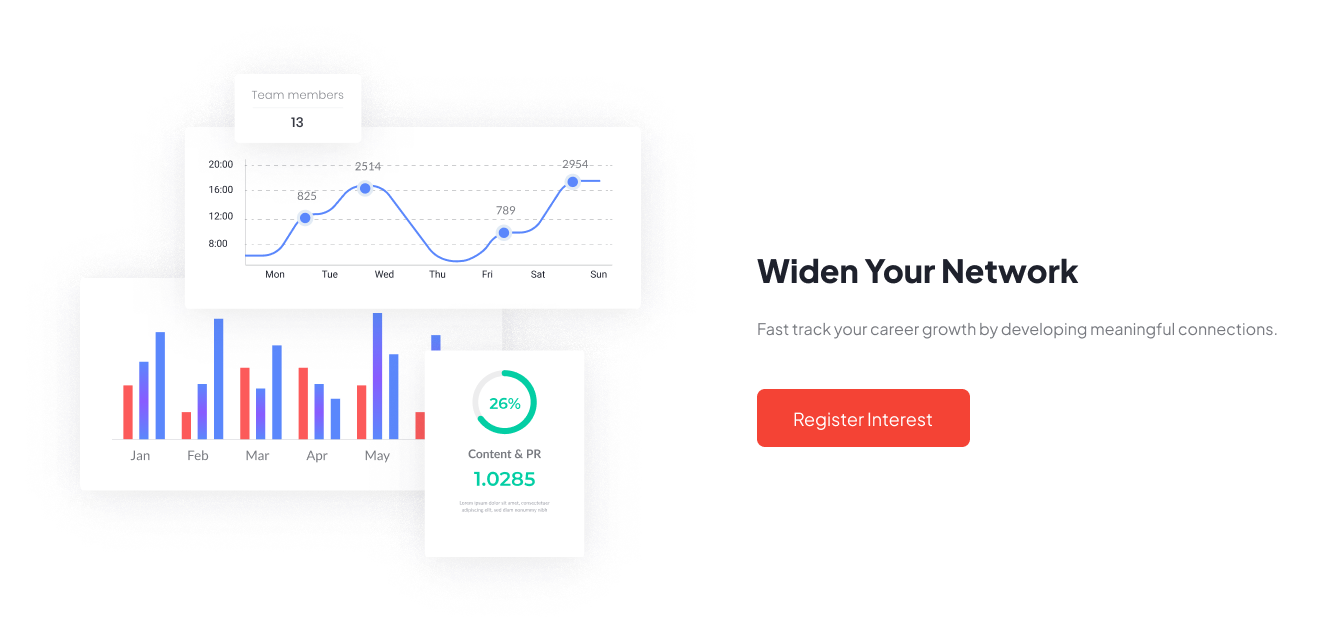 Team members
13
20:00
16:00
12:00
8:00
825
2514
789
2954
Mon Tue Wed Thu Fri Sat Sun
Jan Feb Mar Apr May
26%
Content & PR
1.0285
Lorem ipsum dolor sit amet, consectetuer
adipiscing elit, sed diam nonummy nibh
Widen Your Network
Fast track your career growth by developing meaningful connections.
Register Interest